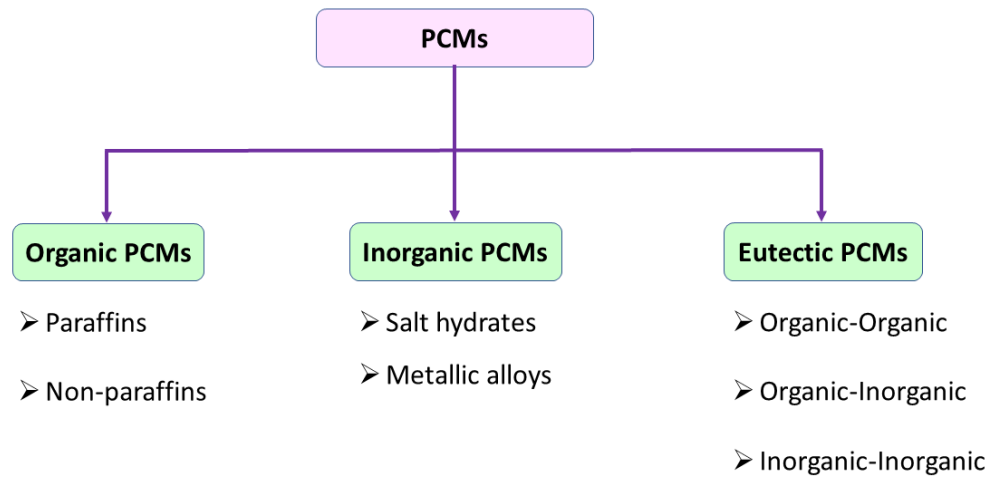 PCMs
Organic PCMs
Paraffins
Non-paraffins
Inorganic PCMs
Salt hydrates
Metallic alloys
Eutectic PCMs
Organic-Organic
Organic-Inorganic
Inorganic-Inorganic